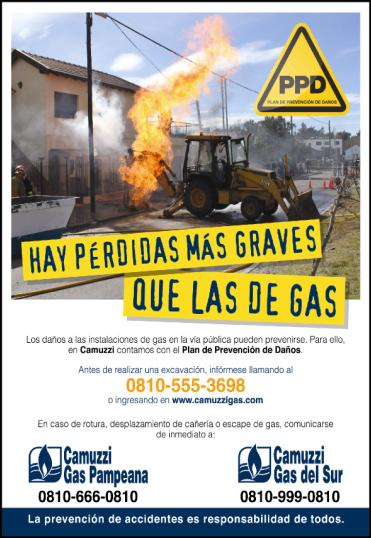 PPD
PLAN DE PREVENCIÓN DE DAÑOS
HAY PÉRDIDAS MÁS GRAVES
QUE LAS DE GAS
Los daños a las instalaciones de gas en la vía pública pueden prevenirse. Para ello,
en Camuzzi contamos con el Plan de Prevención de Daños.
Antes de realizar una excavación, infórmese llamando al
0810-555-3698
o ingresando en www.camuzzigas.com
En caso de rotura, desplazamiento de cañería o escape de gas, comunicarse
de inmediato a:
Camuzzi
Gas Pampeana
0810-666-0810
Camuzzi
Gas del Sur
0810-999-0810
La prevención de accidentes es responsabilidad de todos.